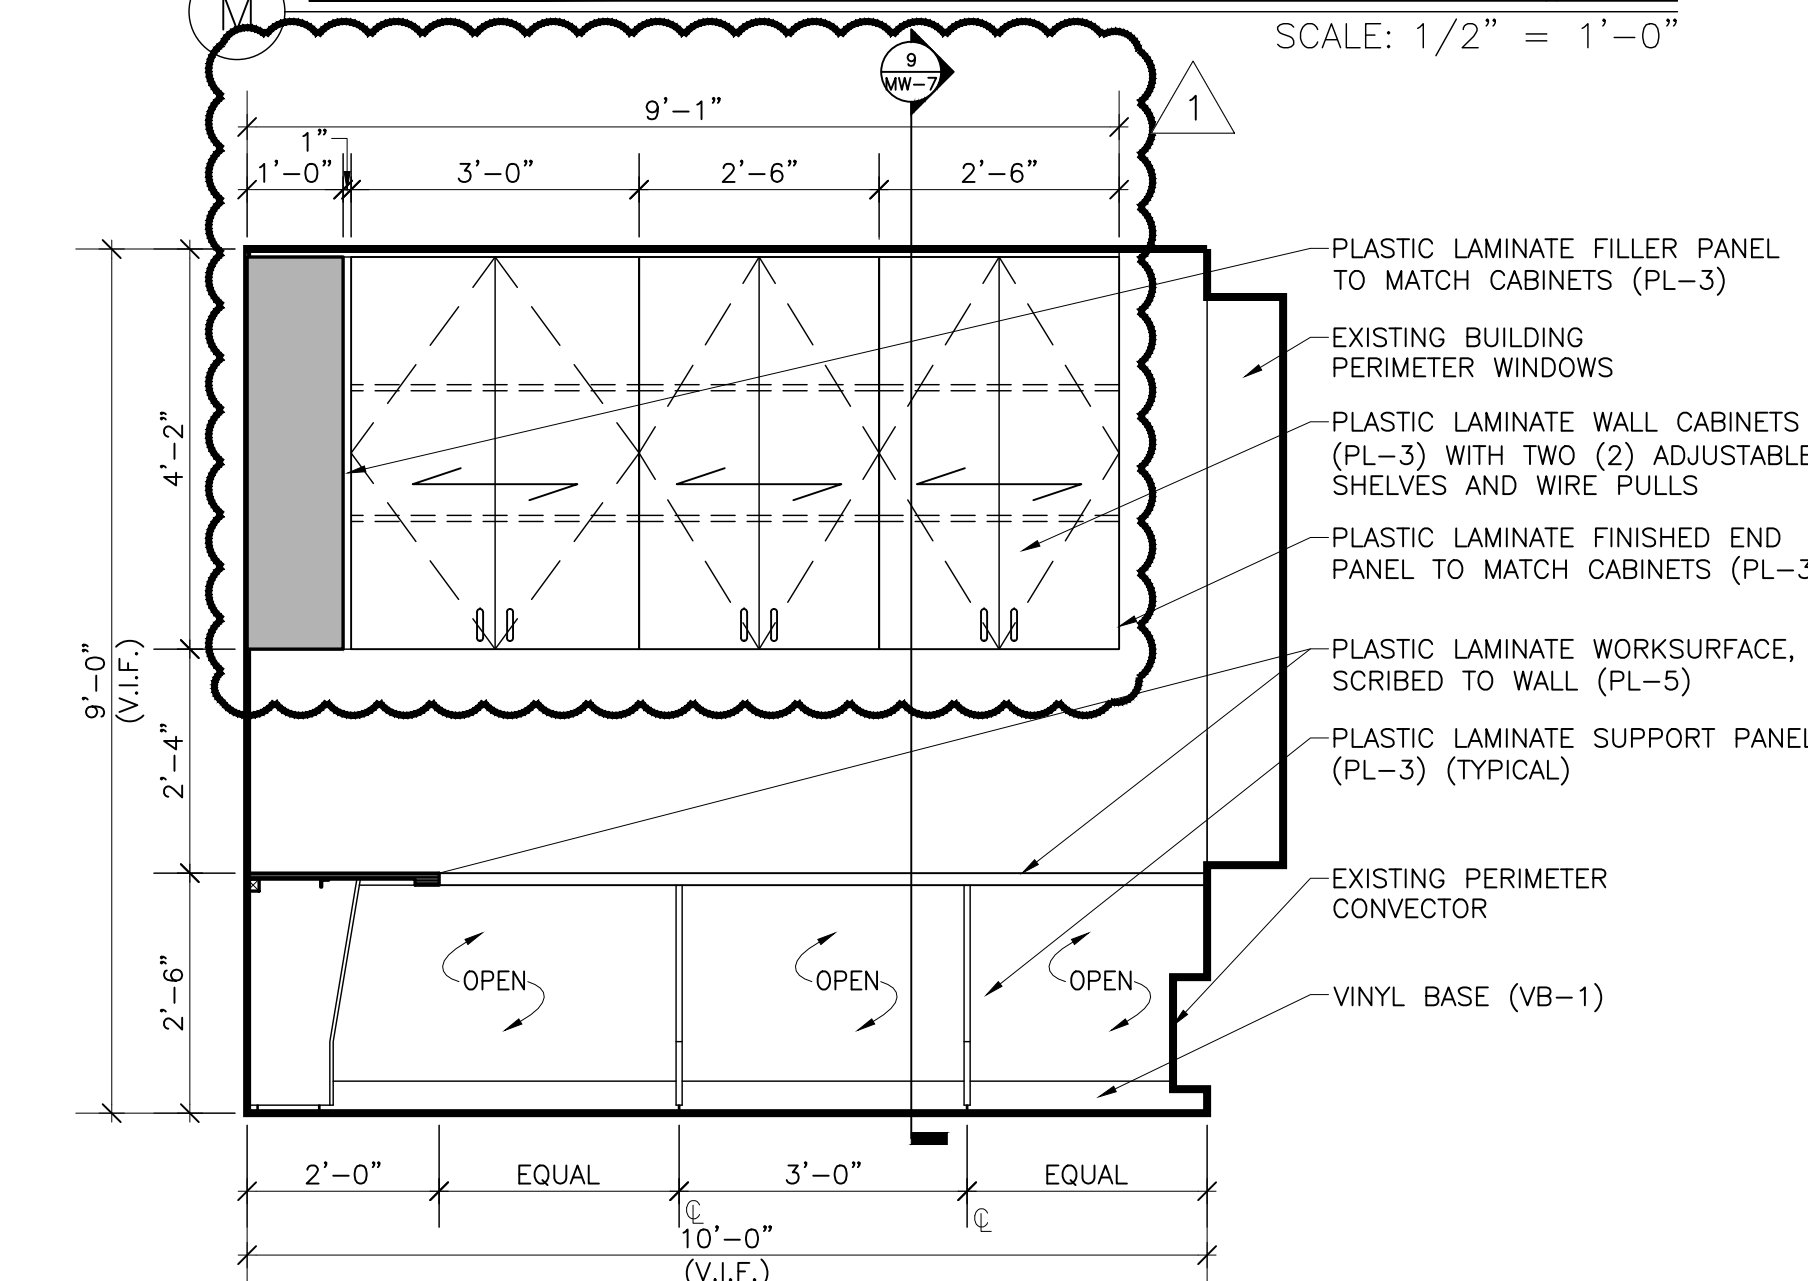 M
SCALE: 1/2" = 1'-0"
9
MW-7
1
9'-1"
1"
1'-0"
3'-0"
2'-6"
2'-6"
PLASTIC LAMINATE FILLER PANEL
TO MATCH CABINETS (PL-3)
EXISTING BUILDING
PERIMETER WINDOWS
PLASTIC LAMINATE WALL CABINETS
(PL-3) WITH TWO (2) ADJUSTABLE
SHELVES AND WIRE PULLS
PLASTIC LAMINATE FINISHED END
PANEL TO MATCH CABINETS (PL-3
PLASTIC LAMINATE WORKSURFACE,
SCRIBED TO WALL (PL-5)
PLASTIC LAMINATE SUPPORT PANEL
(PL-3) (TYPICAL)
EXISTING PERIMETER
CONVECTOR
VINYL BASE (VB-1)
4'-2"
9'-0"
(V.I.F.)
2'-4"
2'-6"
OPEN
OPEN
OPEN
2'-0"
EQUAL
3'-0"
EQUAL
℄
℄
10'-0"
(V.I.F.)